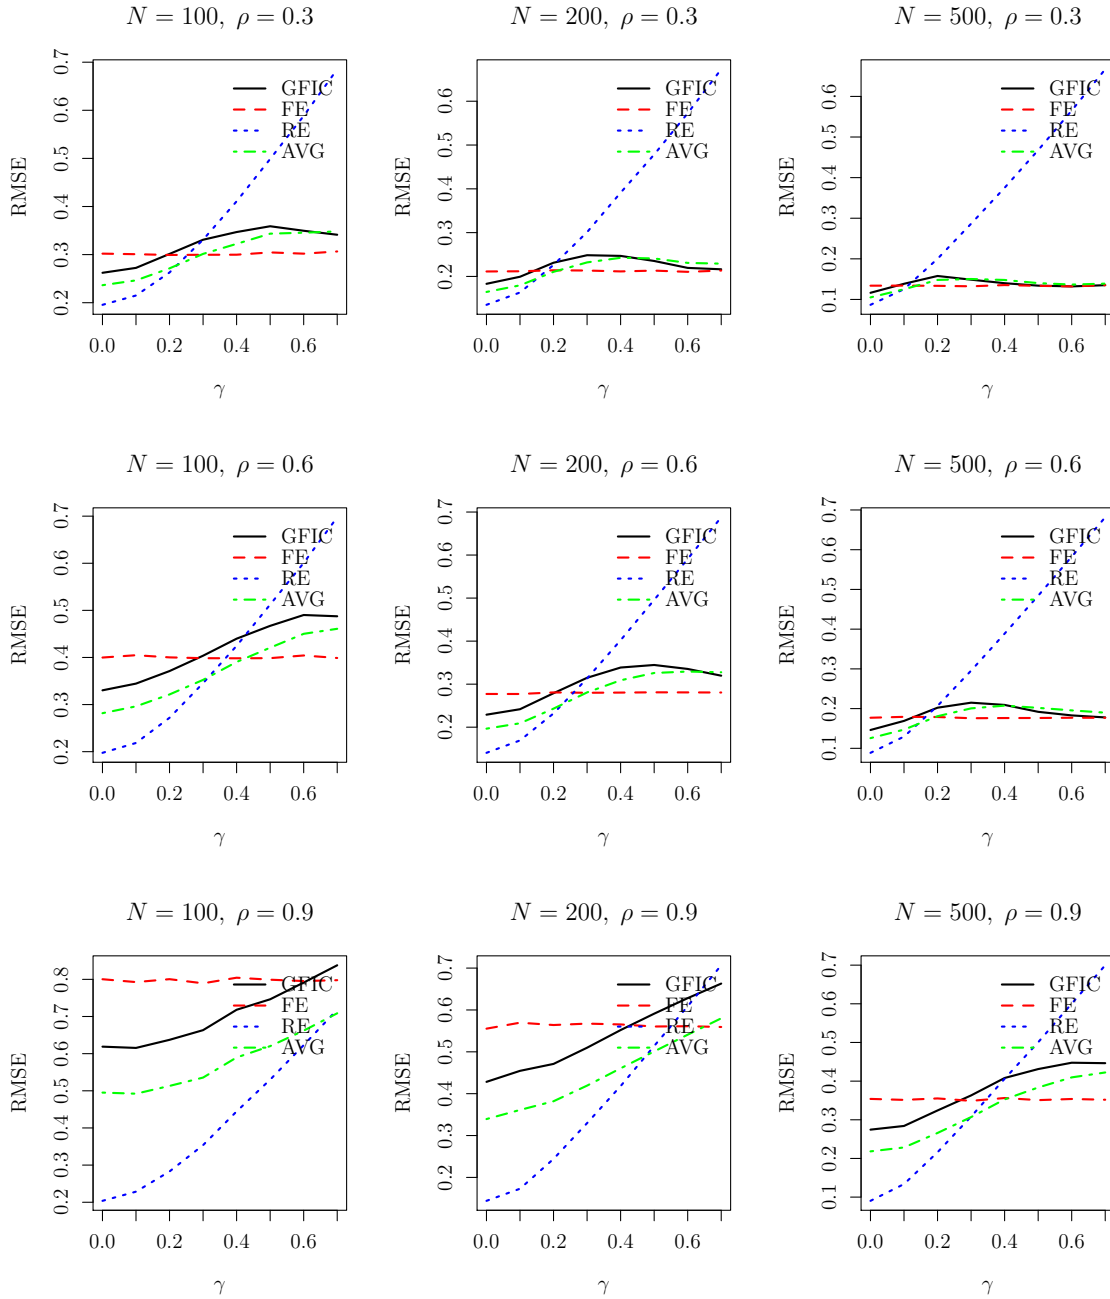 N = 100, ρ = 0.3
RMSE
0.2 0.3 0.4 0.5 0.6 0.7
GFIC
FE
RE
AVG
0.0 0.2 0.4 0.6
γ
N = 200, ρ = 0.3
RMSE
0.2 0.3 0.4 0.5 0.6
GFIC
FE
RE
AVG
0.0 0.2 0.4 0.6
γ
N = 500, ρ = 0.3
RMSE
0.1 0.2 0.3 0.4 0.5 0.6
GFIC
FE
RE
AVG
0.0 0.2 0.4 0.6
γ
N = 100, ρ = 0.6
RMSE
0.2 0.3 0.4 0.5 0.6 0.7
GFIC
FE
RE
AVG
0.0 0.2 0.4 0.6
γ
N = 200, ρ = 0.6
RMSE
0.2 0.3 0.4 0.5 0.6 0.7
GFIC
FE
RE
AVG
0.0 0.2 0.4 0.6
γ
N = 500, ρ = 0.6
RMSE
0.1 0.2 0.3 0.4 0.5 0.6 0.7
GFIC
FE
RE
AVG
0.0 0.2 0.4 0.6
γ
N = 100, ρ = 0.9
RMSE
0.2 0.3 0.4 0.5 0.6 0.7 0.8
GFIC
FE
RE
AVG
0.0 0.2 0.4 0.6
γ
N = 200, ρ = 0.9
RMSE
0.2 0.3 0.4 0.5 0.6 0.7
GFIC
FE
RE
AVG
0.0 0.2 0.4 0.6
γ
N = 500, ρ = 0.9
RMSE
0.1 0.2 0.3 0.4 0.5 0.6 0.7
GFIC
FE
RE
AVG
0.0 0.2 0.4 0.6
γ